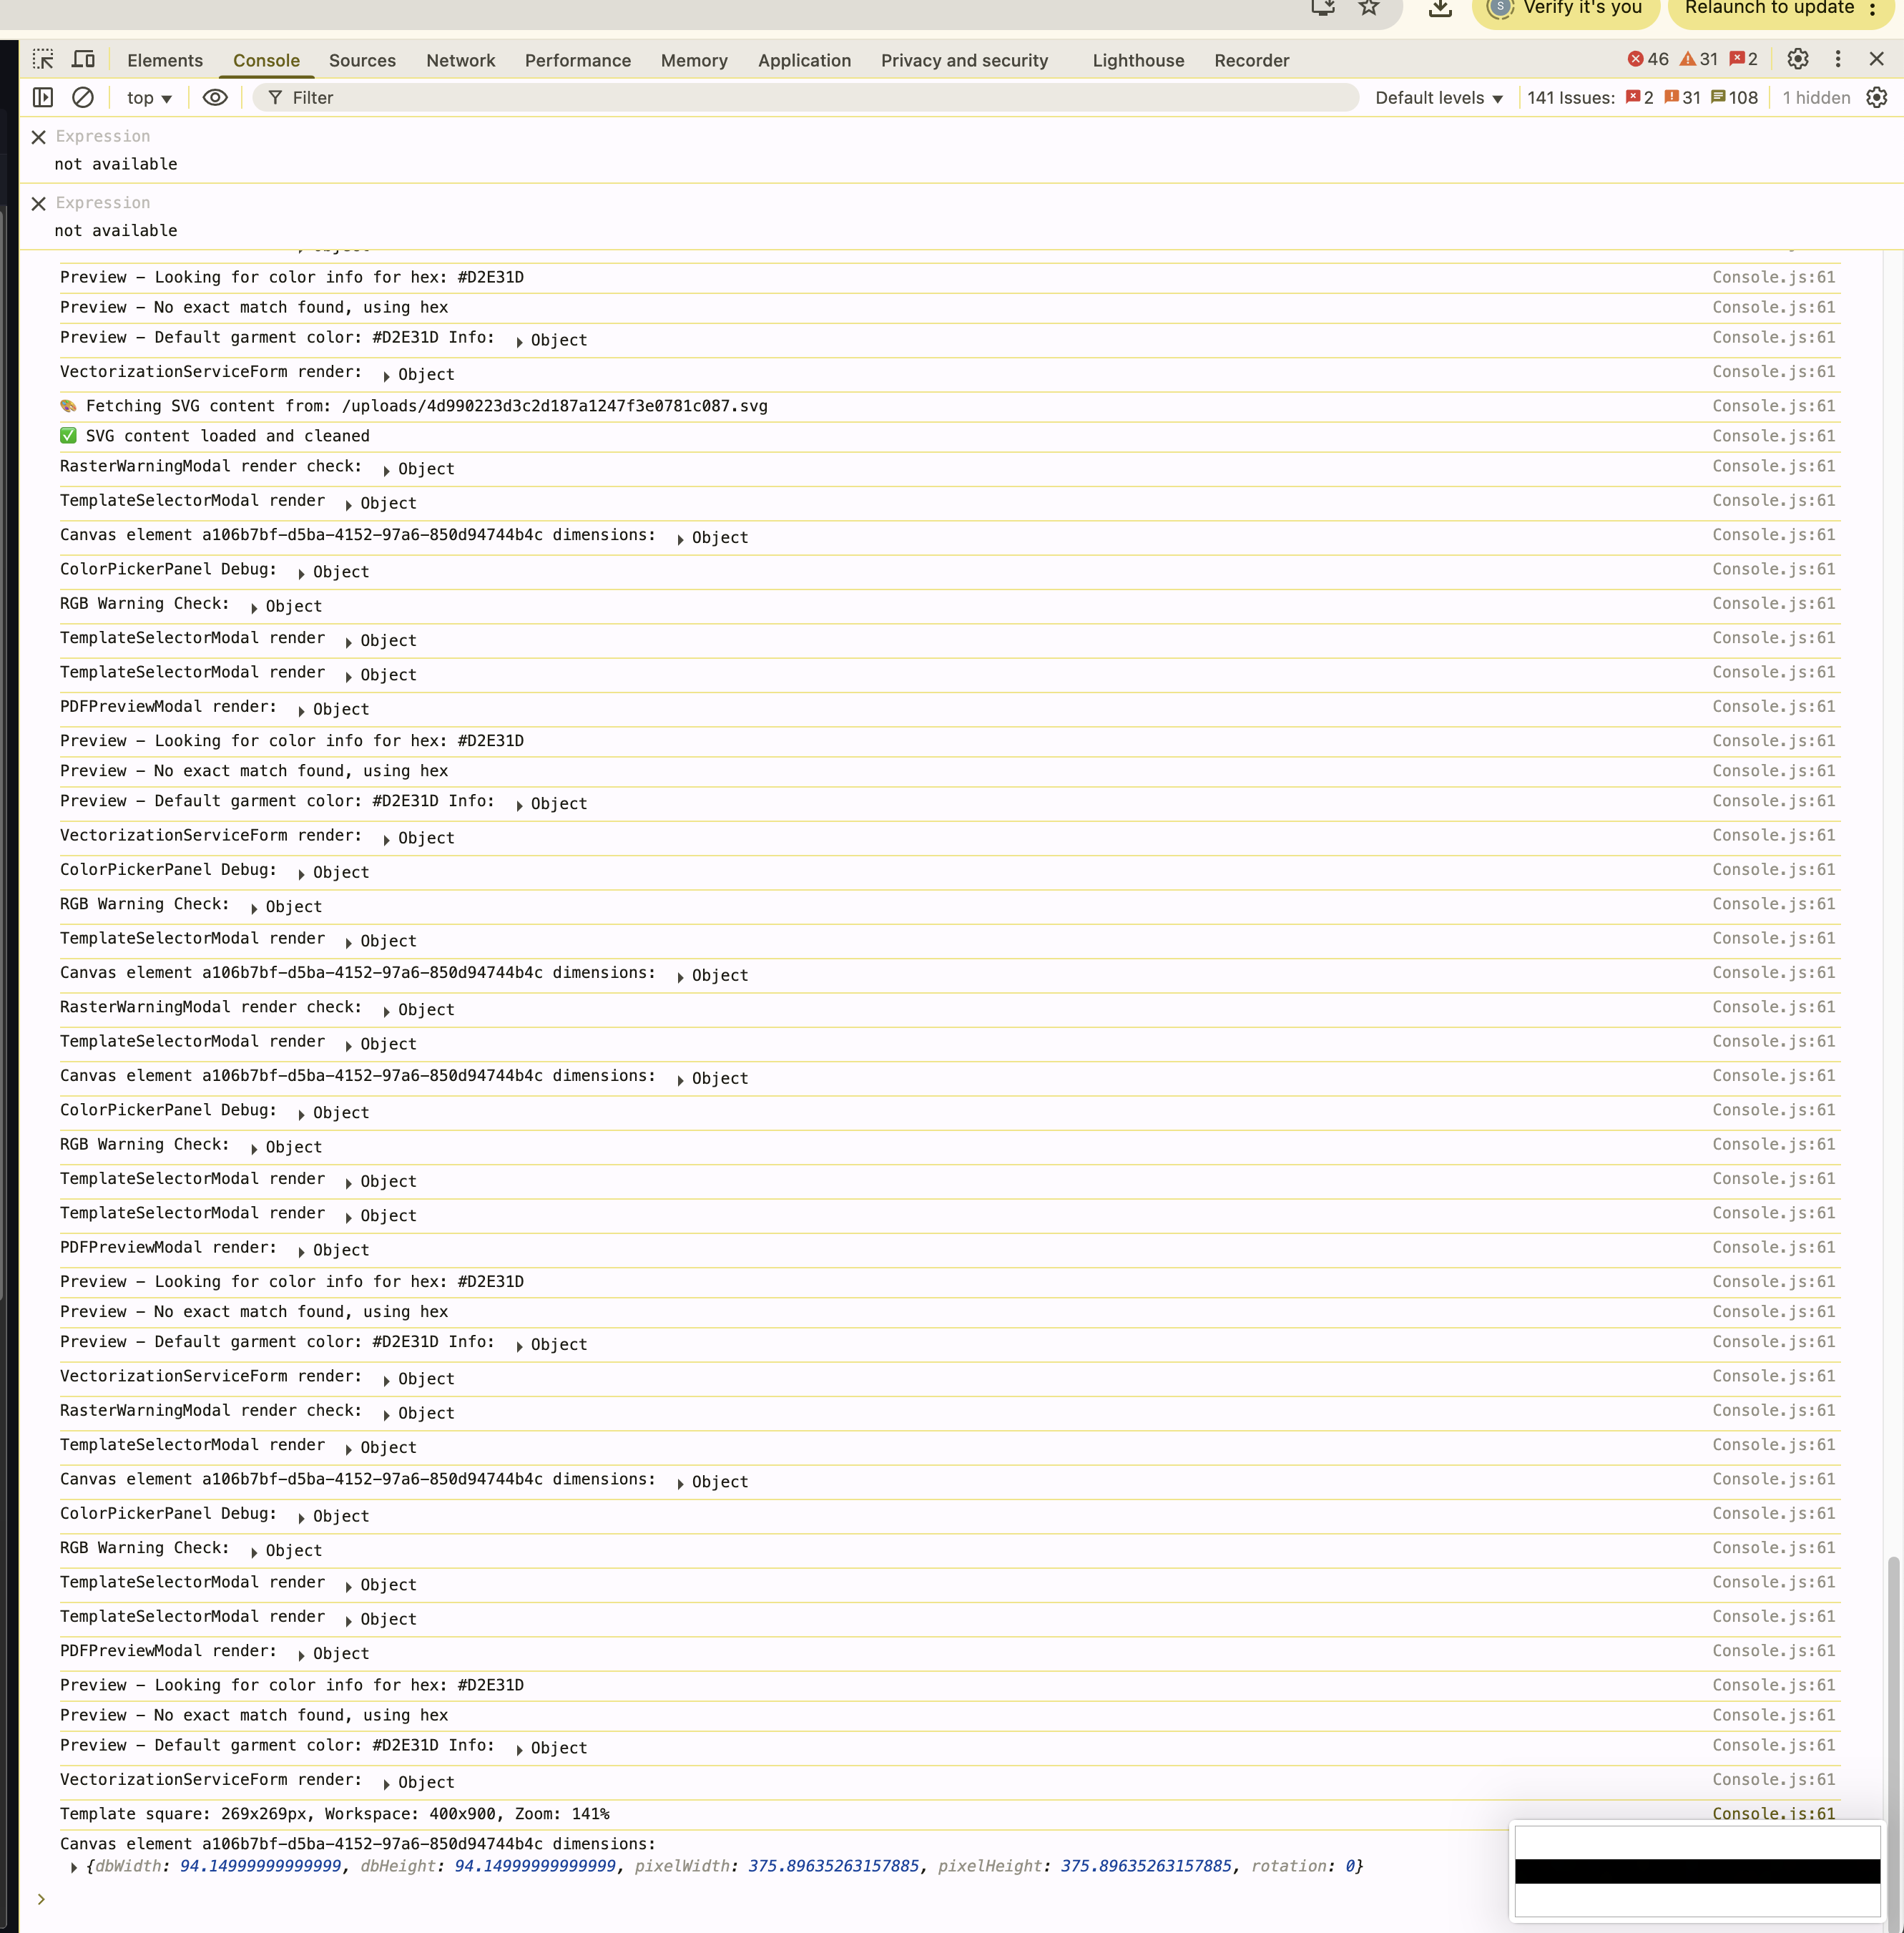 S Verify it's you Relaunch to update
Elements Console Sources Network Performance Memory Application Privacy and security Lighthouse Recorder 46 31 2
top Filter Default levels 141 Issues: 2 31 108 1 hidden
Expression
not available
Expression
not available
Preview – Looking for color info for hex: #D2E31D Console.js:61
Preview – No exact match found, using hex Console.js:61
Preview – Default garment color: #D2E31D Info: Object Console.js:61
VectorizationServiceForm render: Object Console.js:61
🎨 Fetching SVG content from: /uploads/4d990223d3c2d187a1247f3e0781c087.svg Console.js:61
✅ SVG content loaded and cleaned Console.js:61
RasterWarningModal render check: Object Console.js:61
TemplateSelectorModal render Object Console.js:61
Canvas element a106b7bf-d5ba-4152-97a6-850d94744b4c dimensions: Object Console.js:61
ColorPickerPanel Debug: Object Console.js:61
RGB Warning Check: Object Console.js:61
TemplateSelectorModal render Object Console.js:61
TemplateSelectorModal render Object Console.js:61
PDFPreviewModal render: Object Console.js:61
Preview – Looking for color info for hex: #D2E31D Console.js:61
Preview – No exact match found, using hex Console.js:61
Preview – Default garment color: #D2E31D Info: Object Console.js:61
VectorizationServiceForm render: Object Console.js:61
ColorPickerPanel Debug: Object Console.js:61
RGB Warning Check: Object Console.js:61
TemplateSelectorModal render Object Console.js:61
Canvas element a106b7bf-d5ba-4152-97a6-850d94744b4c dimensions: Object Console.js:61
RasterWarningModal render check: Object Console.js:61
TemplateSelectorModal render Object Console.js:61
Canvas element a106b7bf-d5ba-4152-97a6-850d94744b4c dimensions: Object Console.js:61
ColorPickerPanel Debug: Object Console.js:61
RGB Warning Check: Object Console.js:61
TemplateSelectorModal render Object Console.js:61
TemplateSelectorModal render Object Console.js:61
PDFPreviewModal render: Object Console.js:61
Preview – Looking for color info for hex: #D2E31D Console.js:61
Preview – No exact match found, using hex Console.js:61
Preview – Default garment color: #D2E31D Info: Object Console.js:61
VectorizationServiceForm render: Object Console.js:61
RasterWarningModal render check: Object Console.js:61
TemplateSelectorModal render Object Console.js:61
Canvas element a106b7bf-d5ba-4152-97a6-850d94744b4c dimensions: Object Console.js:61
ColorPickerPanel Debug: Object Console.js:61
RGB Warning Check: Object Console.js:61
TemplateSelectorModal render Object Console.js:61
TemplateSelectorModal render Object Console.js:61
PDFPreviewModal render: Object Console.js:61
Preview – Looking for color info for hex: #D2E31D Console.js:61
Preview – No exact match found, using hex Console.js:61
Preview – Default garment color: #D2E31D Info: Object Console.js:61
VectorizationServiceForm render: Object Console.js:61
Template square: 269x269px, Workspace: 400x900, Zoom: 141% Console.js:61
Canvas element a106b7bf-d5ba-4152-97a6-850d94744b4c dimensions:
{dbWidth: 94.14999999999999, dbHeight: 94.14999999999999, pixelWidth: 375.89635263157885, pixelHeight: 375.89635263157885, rotation: 0}